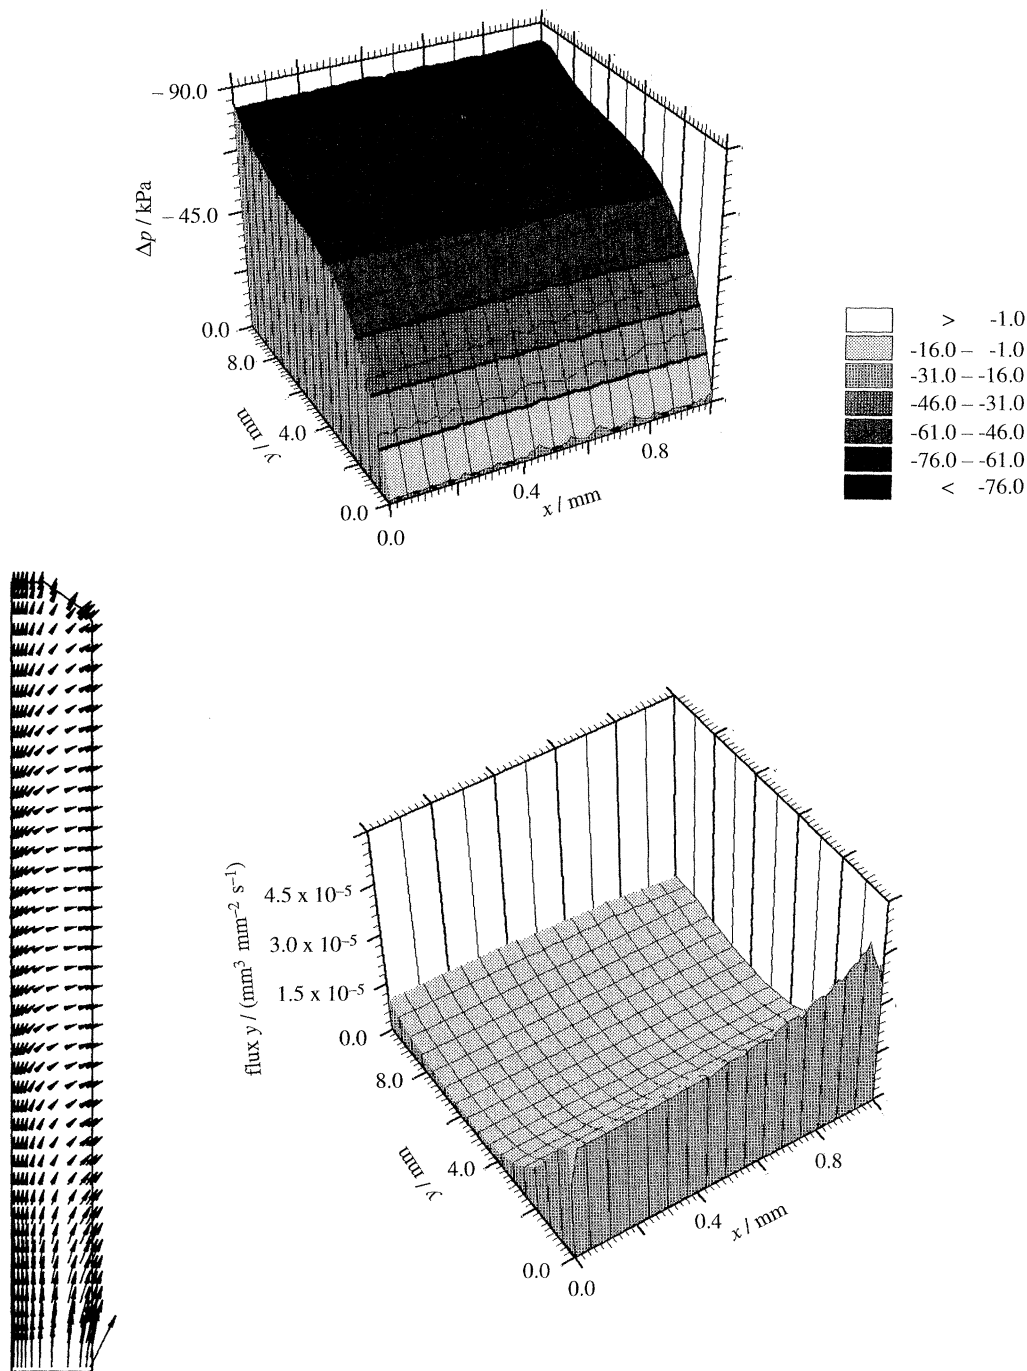 – 90.0
– 45.0
0.0
Δp / kPa
8.0
4.0
0.0
y / mm
0.0
0.4
0.8
x / mm
> -1.0
-16.0 – -1.0
-31.0 – -16.0
-46.0 – -31.0
-61.0 – -46.0
-76.0 – -61.0
< -76.0
4.5 x 10⁻⁵
3.0 x 10⁻⁵
1.5 x 10⁻⁵
0.0
flux y / (mm³ mm⁻² s⁻¹)
8.0
4.0
0.0
y / mm
0.0
0.4
0.8
x / mm